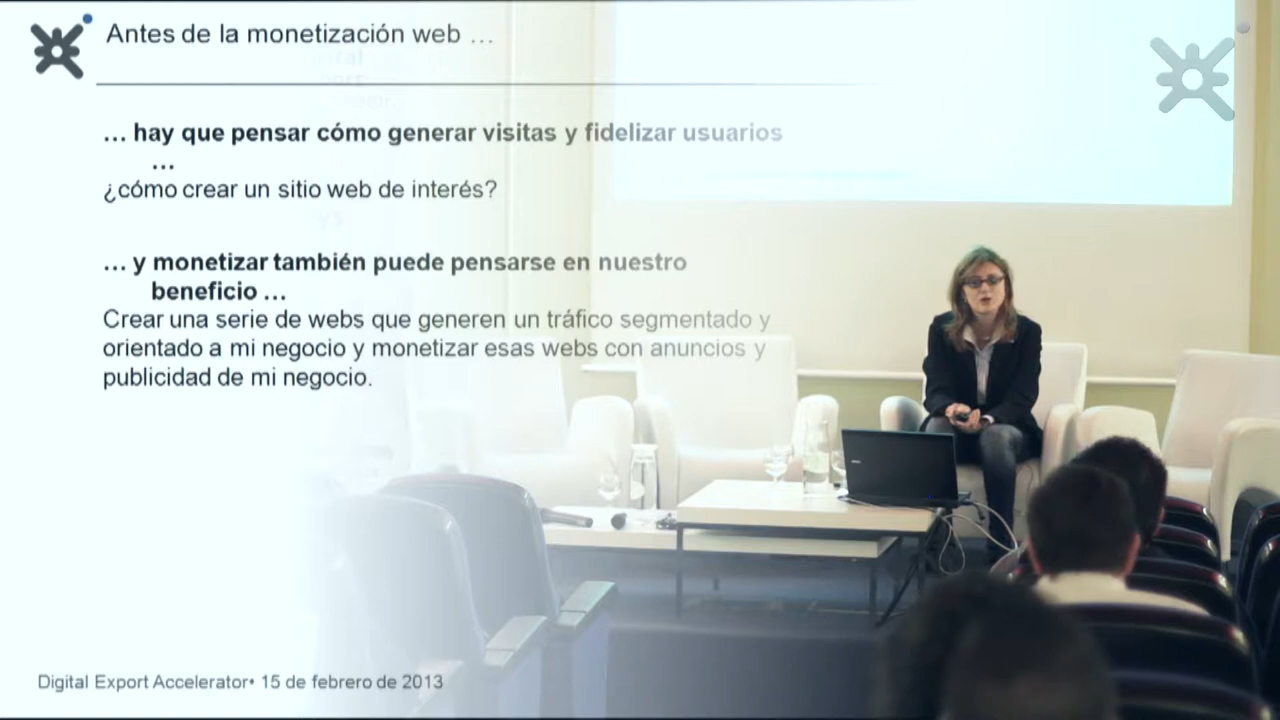 Antes de la monetización web …
… hay que pensar cómo generar visitas y fidelizar usuarios
…
¿cómo crear un sitio web de interés?
… y monetizar también puede pensarse en nuestro
beneficio …
Crear una serie de webs que generen un tráfico segmentado y
orientado a mi negocio y monetizar esas webs con anuncios y
publicidad de mi negocio.
Digital Export Accelerator• 15 de febrero de 2013